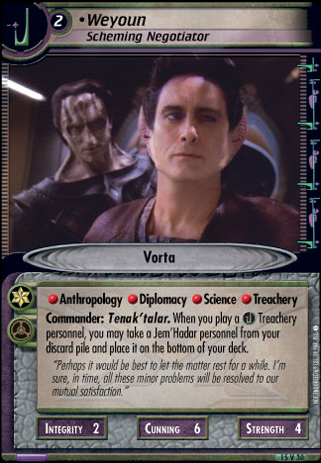 2
•Weyoun
Scheming Negotiator
Vorta
•Anthropology •Diplomacy •Science •Treachery
Commander: Tenak'talar. When you play a Treachery
personnel, you may take a Jem'Hadar personnel from your
discard pile and place it on the bottom of your deck.
"Perhaps it would be best to let the matter rest for a while. I'm
sure, in time, all these minor problems will be resolved to our
mutual satisfaction."
INTEGRITY 2
CUNNING 6
STRENGTH 4
15 V 30